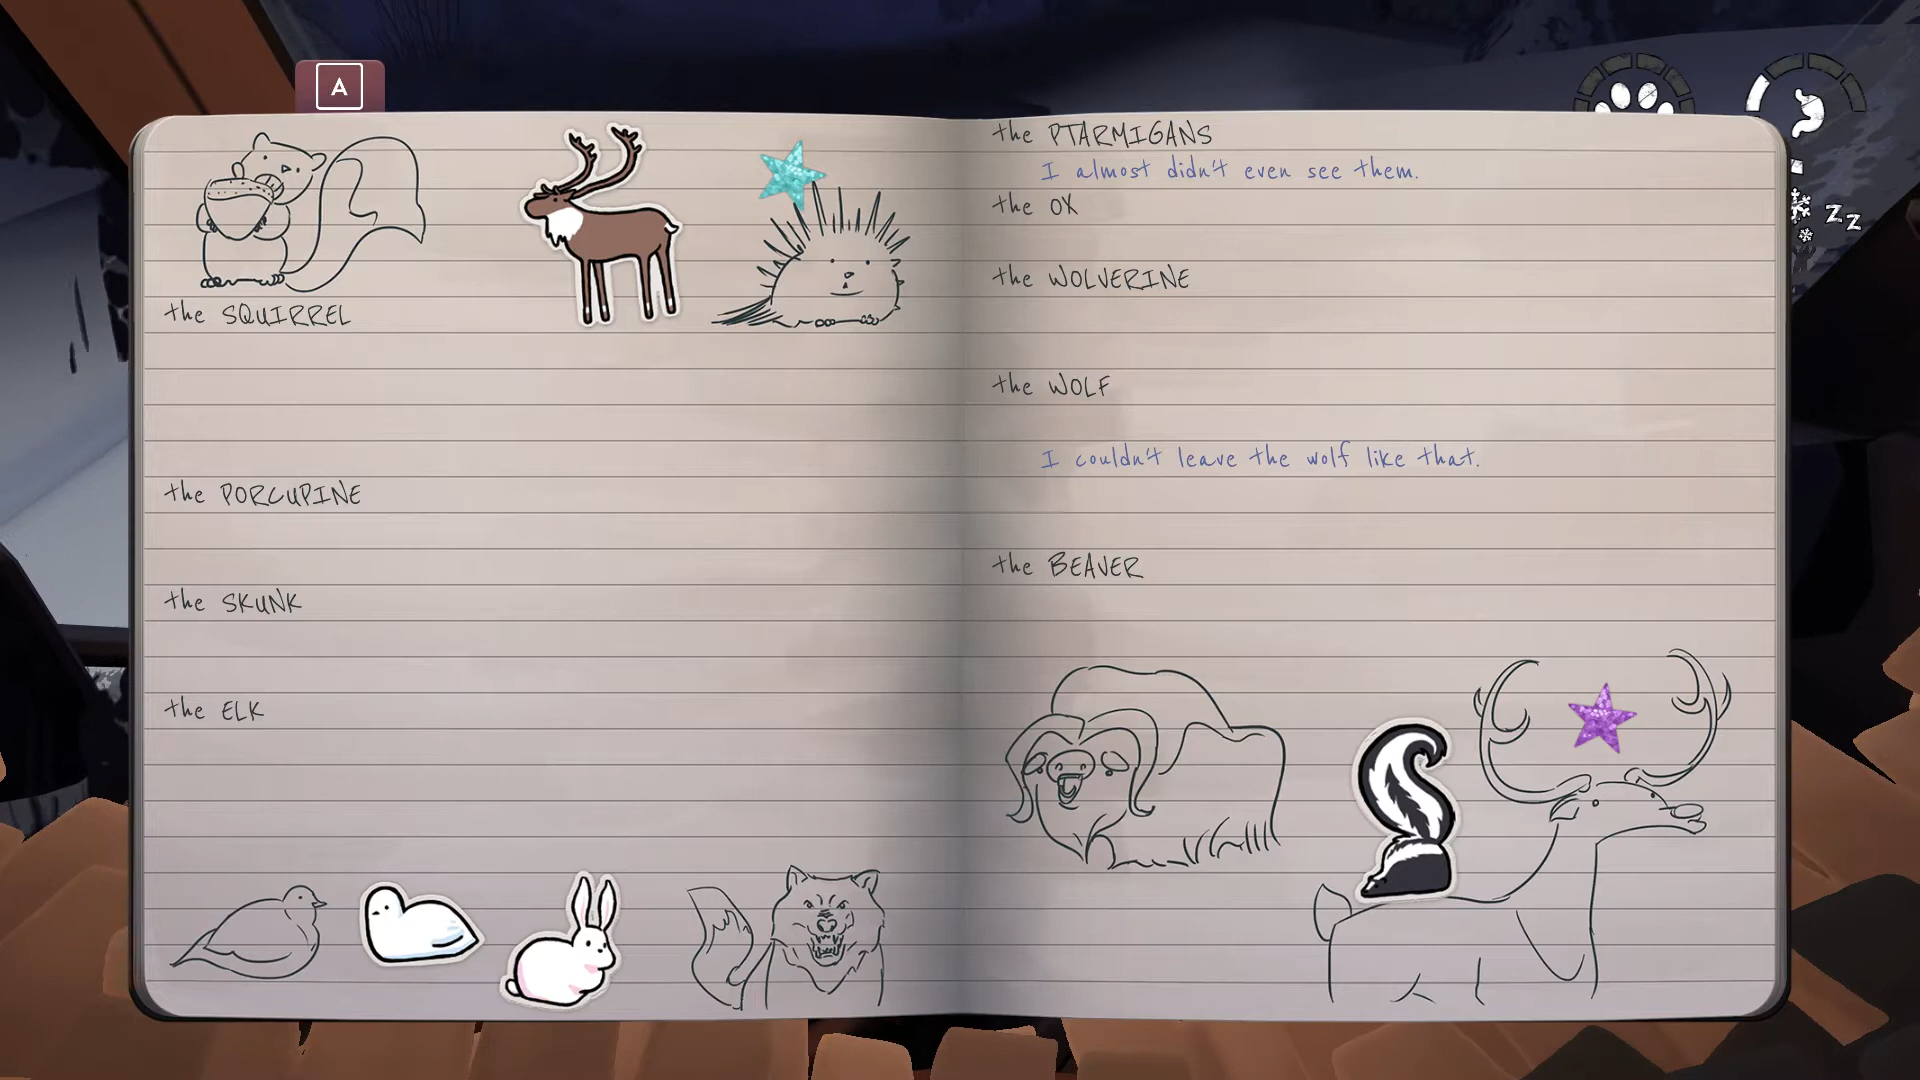 A
the SQUIRREL
the PORCUPINE
the SKUNK
the ELK
the PTARMIGANS
I almost didn't even see them.
the OX
the WOLVERINE
the WOLF
I couldn't leave the wolf like that.
the BEAVER
Z Z